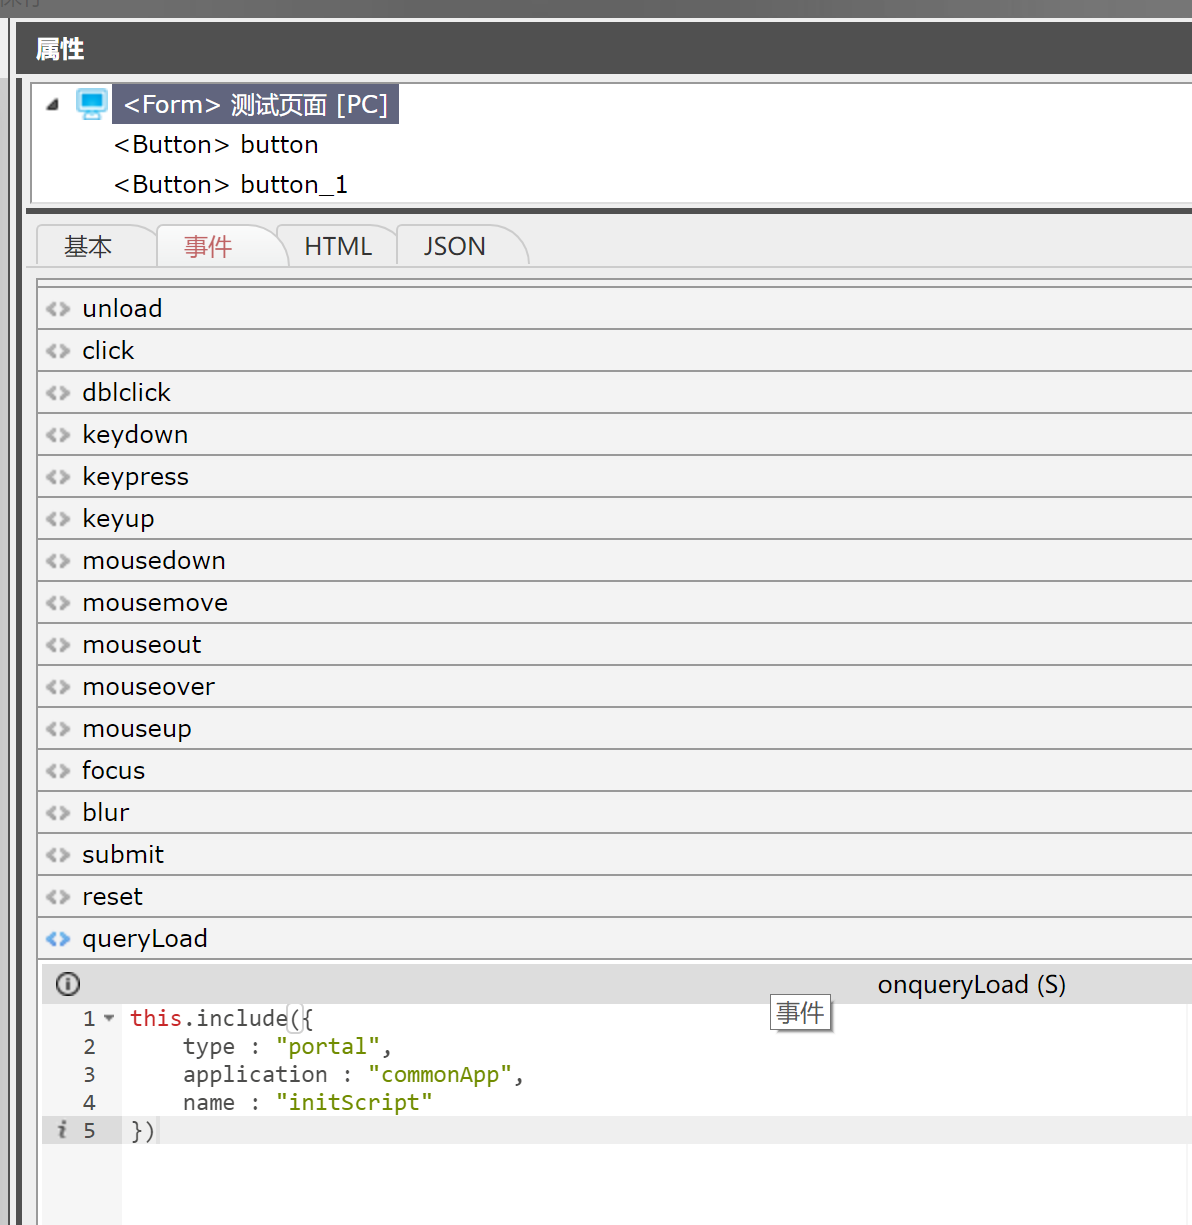 属性
<Form> 测试页面 [PC]
<Button> button
<Button> button_1
基本 事件 HTML JSON
unload
click
dblclick
keydown
keypress
keyup
mousedown
mousemove
mouseout
mouseover
mouseup
focus
blur
submit
reset
queryLoad
onqueryLoad (S)
事件
1 this.include({
2 type : "portal",
3 application : "commonApp",
4 name : "initScript"
5 })